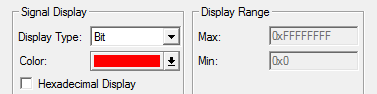 Signal Display
Display Type: Bit
Color:
Hexadecimal Display
Display Range
Max: 0xFFFFFFFF
Min: 0x0